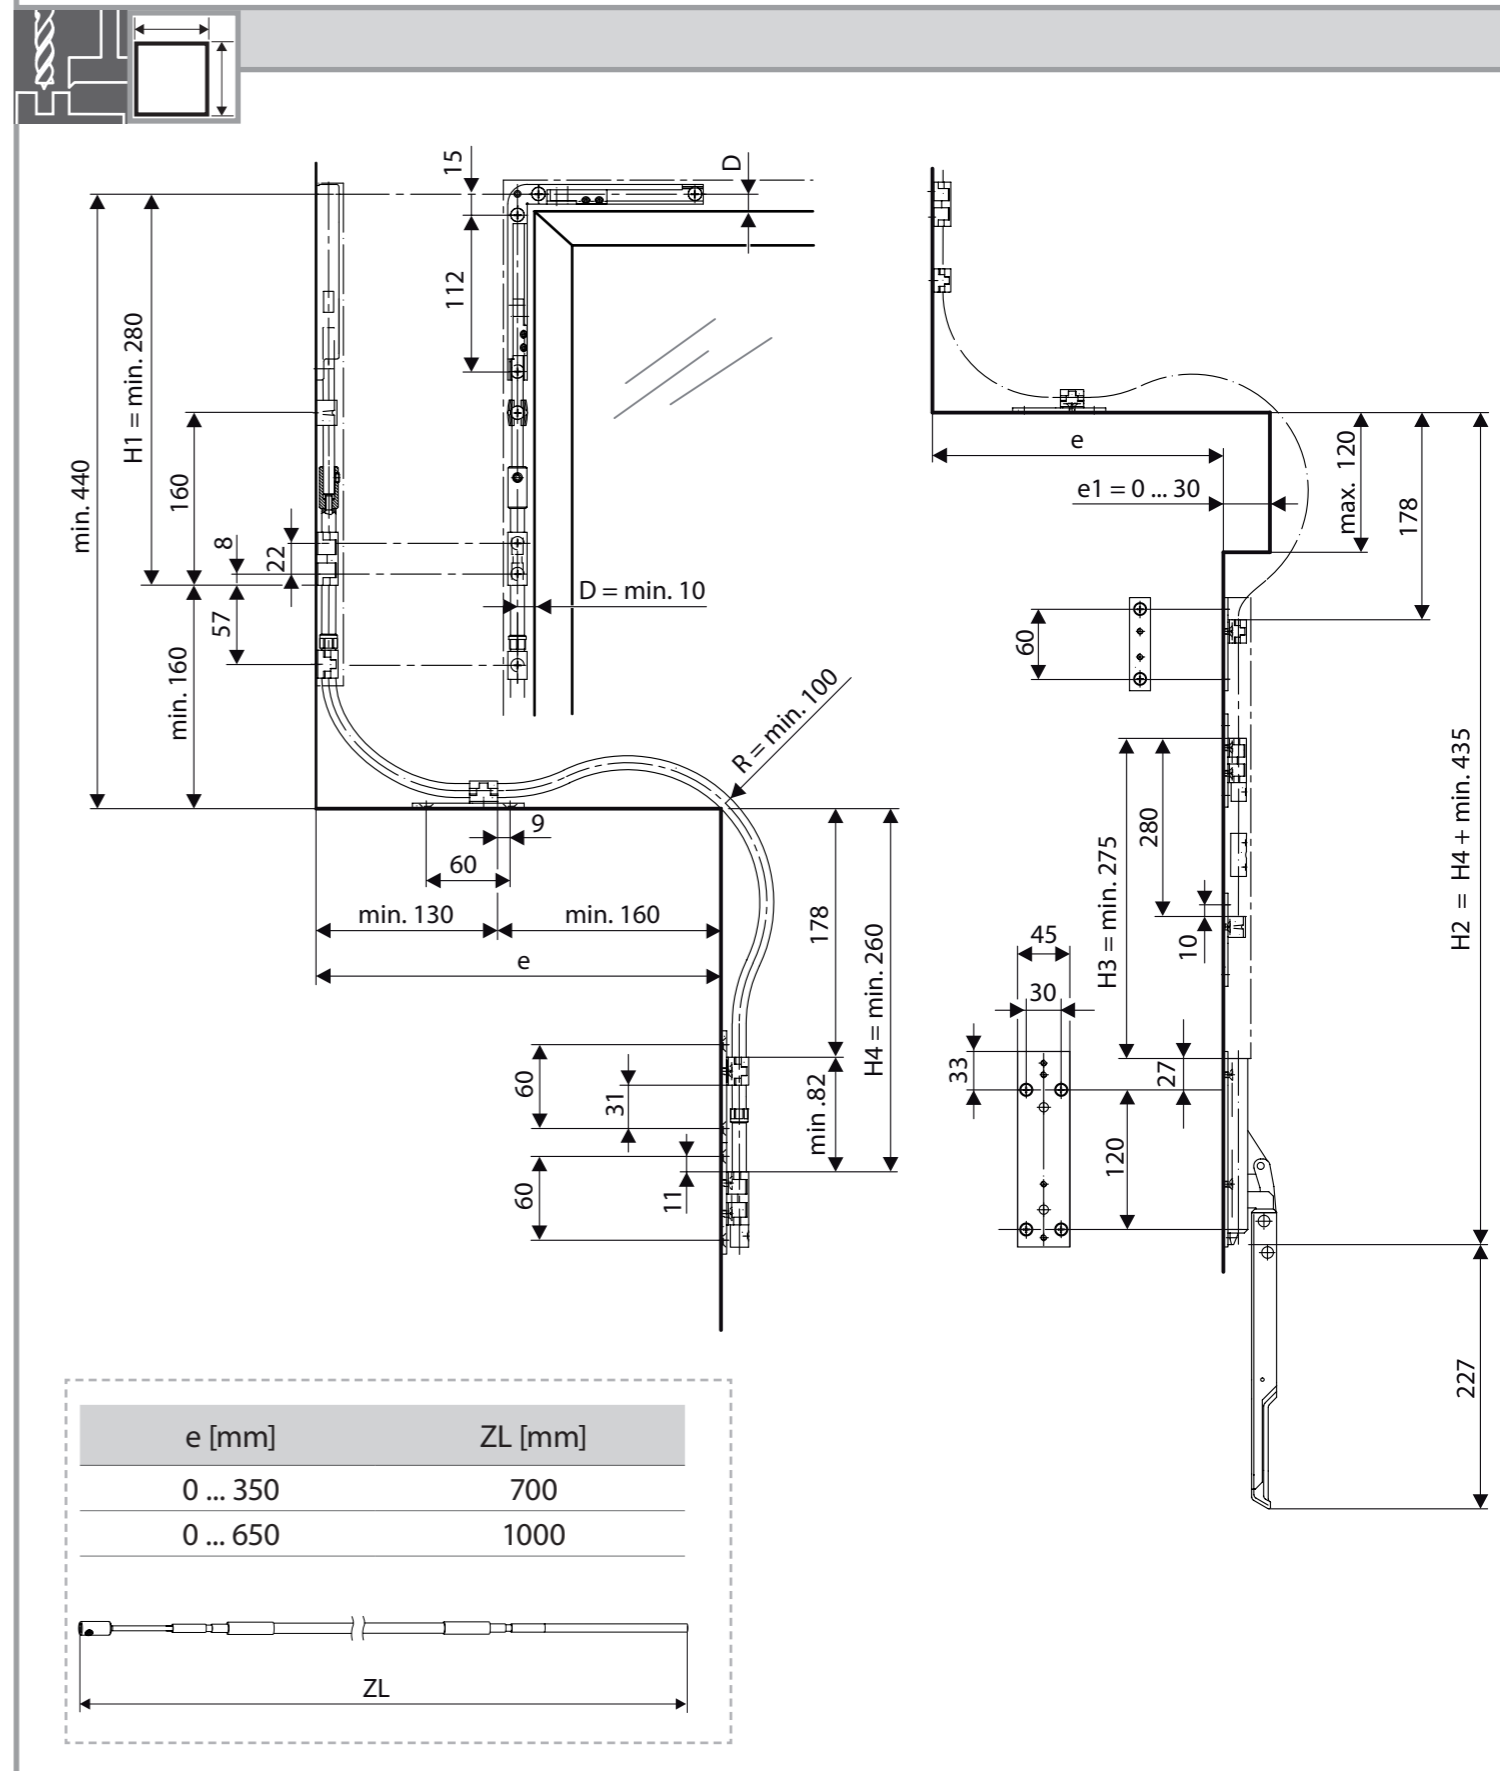 15
D
112
H1 = min. 280
min. 440
160
8
22
57
min. 160
D = min. 10
R = min. 100
9
60
min. 130
min. 160
e
178
H4 = min. 260
60
31
min .82
60
11
e
e1 = 0 ... 30
max. 120
178
60
H3 = min. 275
280
10
H2 = H4 + min. 435
45
30
33
27
120
227
e [mm] ZL [mm]
0 ... 350 700
0 ... 650 1000
ZL